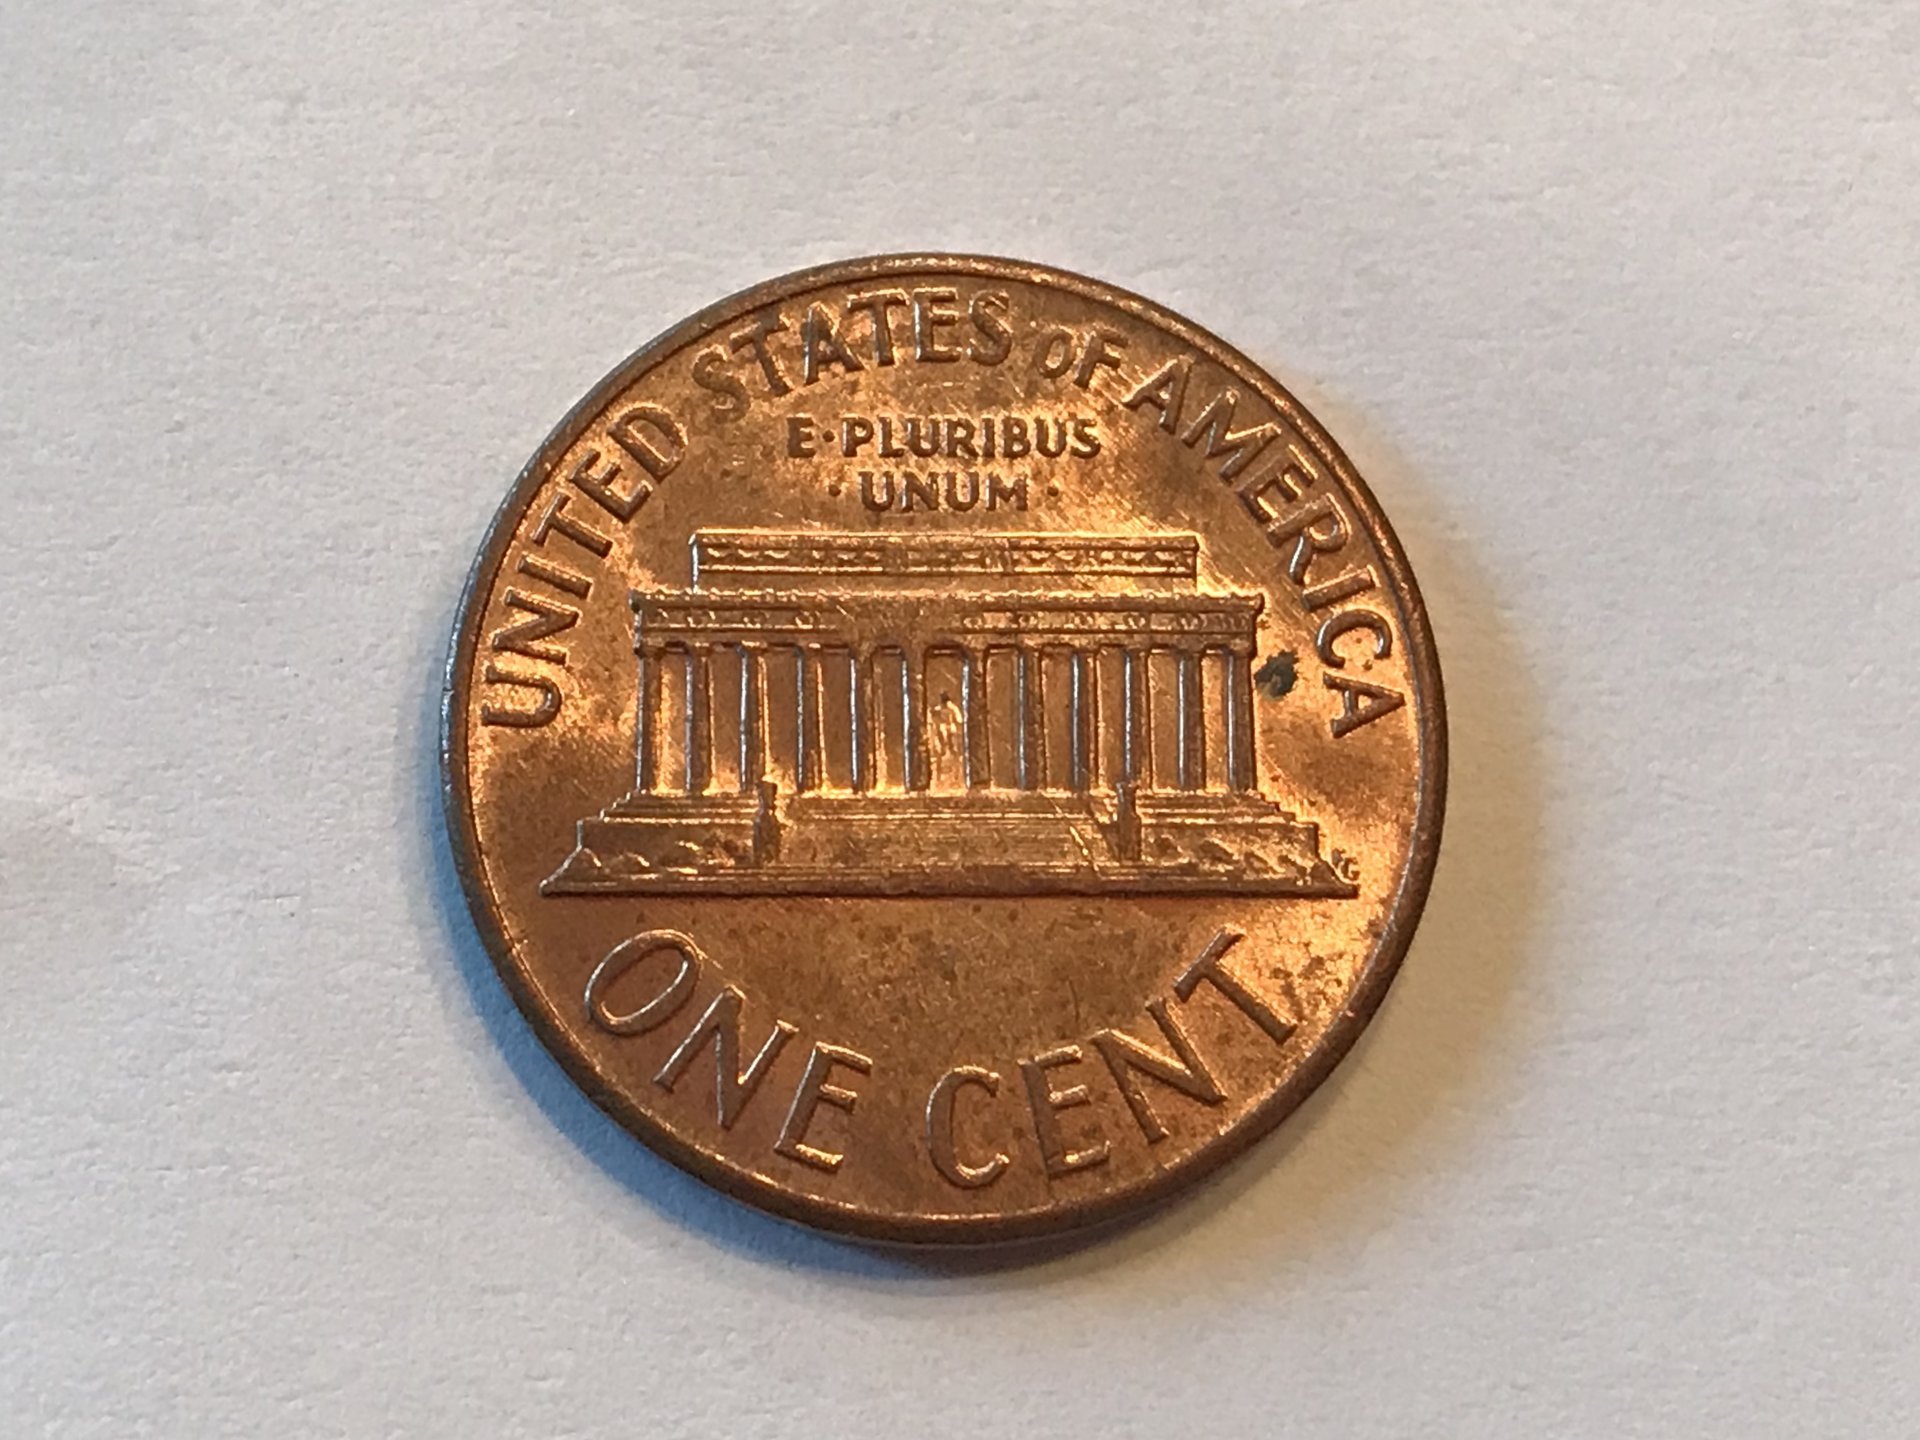 UNITED STATES OF AMERICA
E·PLURIBUS
·UNUM·
ONE CENT